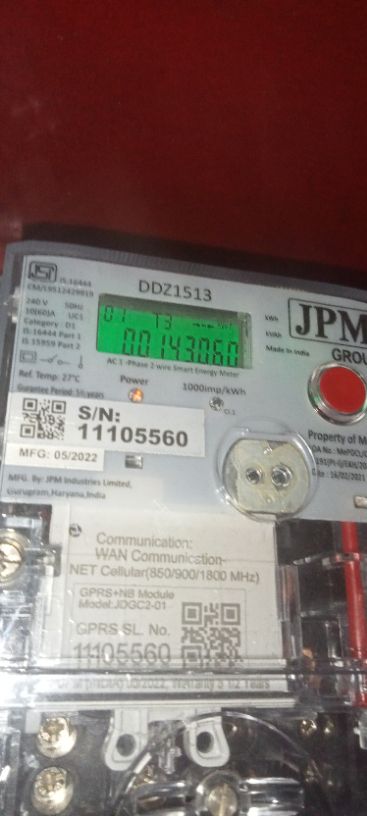 IS 16444
CM/L9512429919
DDZ1513
240 V 50Hz
10(60)A UC1
Category D1
IS 16444 Part 1
IS 15959 Part 2
01 T3
00143060
kWh
kVAh
Made in India
JPM
GROU
AC 1 -Phase 2 wire Smart Energy Meter
Ref. Temp: 27°C
Power
1000imp/kWh
S/N:
11105560
MFG: 05/2022
Property of M
MFG. By: JPM Industries Limited,
Gurugram,Haryana,India
Communication:
WAN Communication-
NET Cellular(850/900/1800 MHz)
GPRS+NB Module
Model:JDGC2-01
GPRS SL. No.
11105560